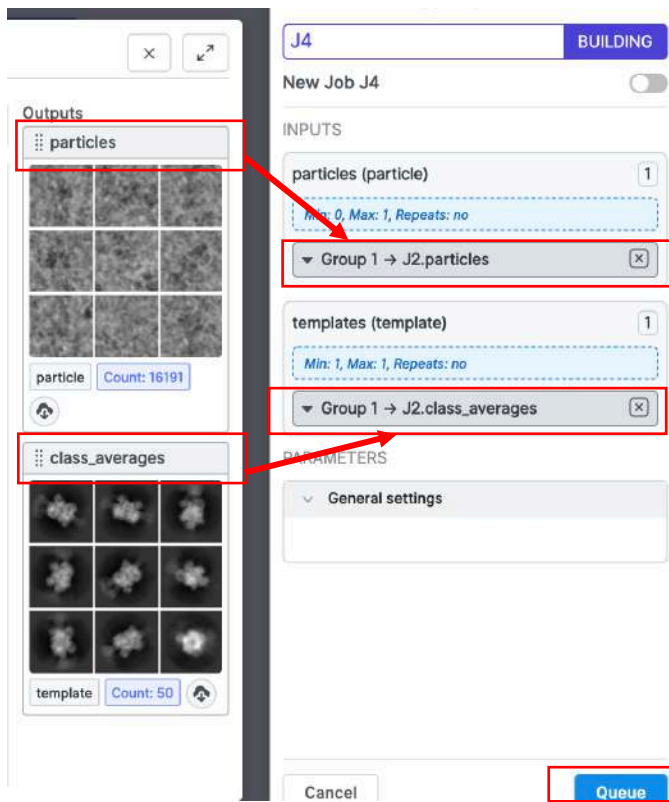 Outputs
particles
particle Count: 16191
class_averages
template Count: 50
J4 BUILDING
New Job J4
INPUTS
particles (particle) 1
Min: 0, Max: 1, Repeats: no
Group 1 → J2.particles
templates (template) 1
Min: 1, Max: 1, Repeats: no
Group 1 → J2.class_averages
PARAMETERS
General settings
Cancel Queue